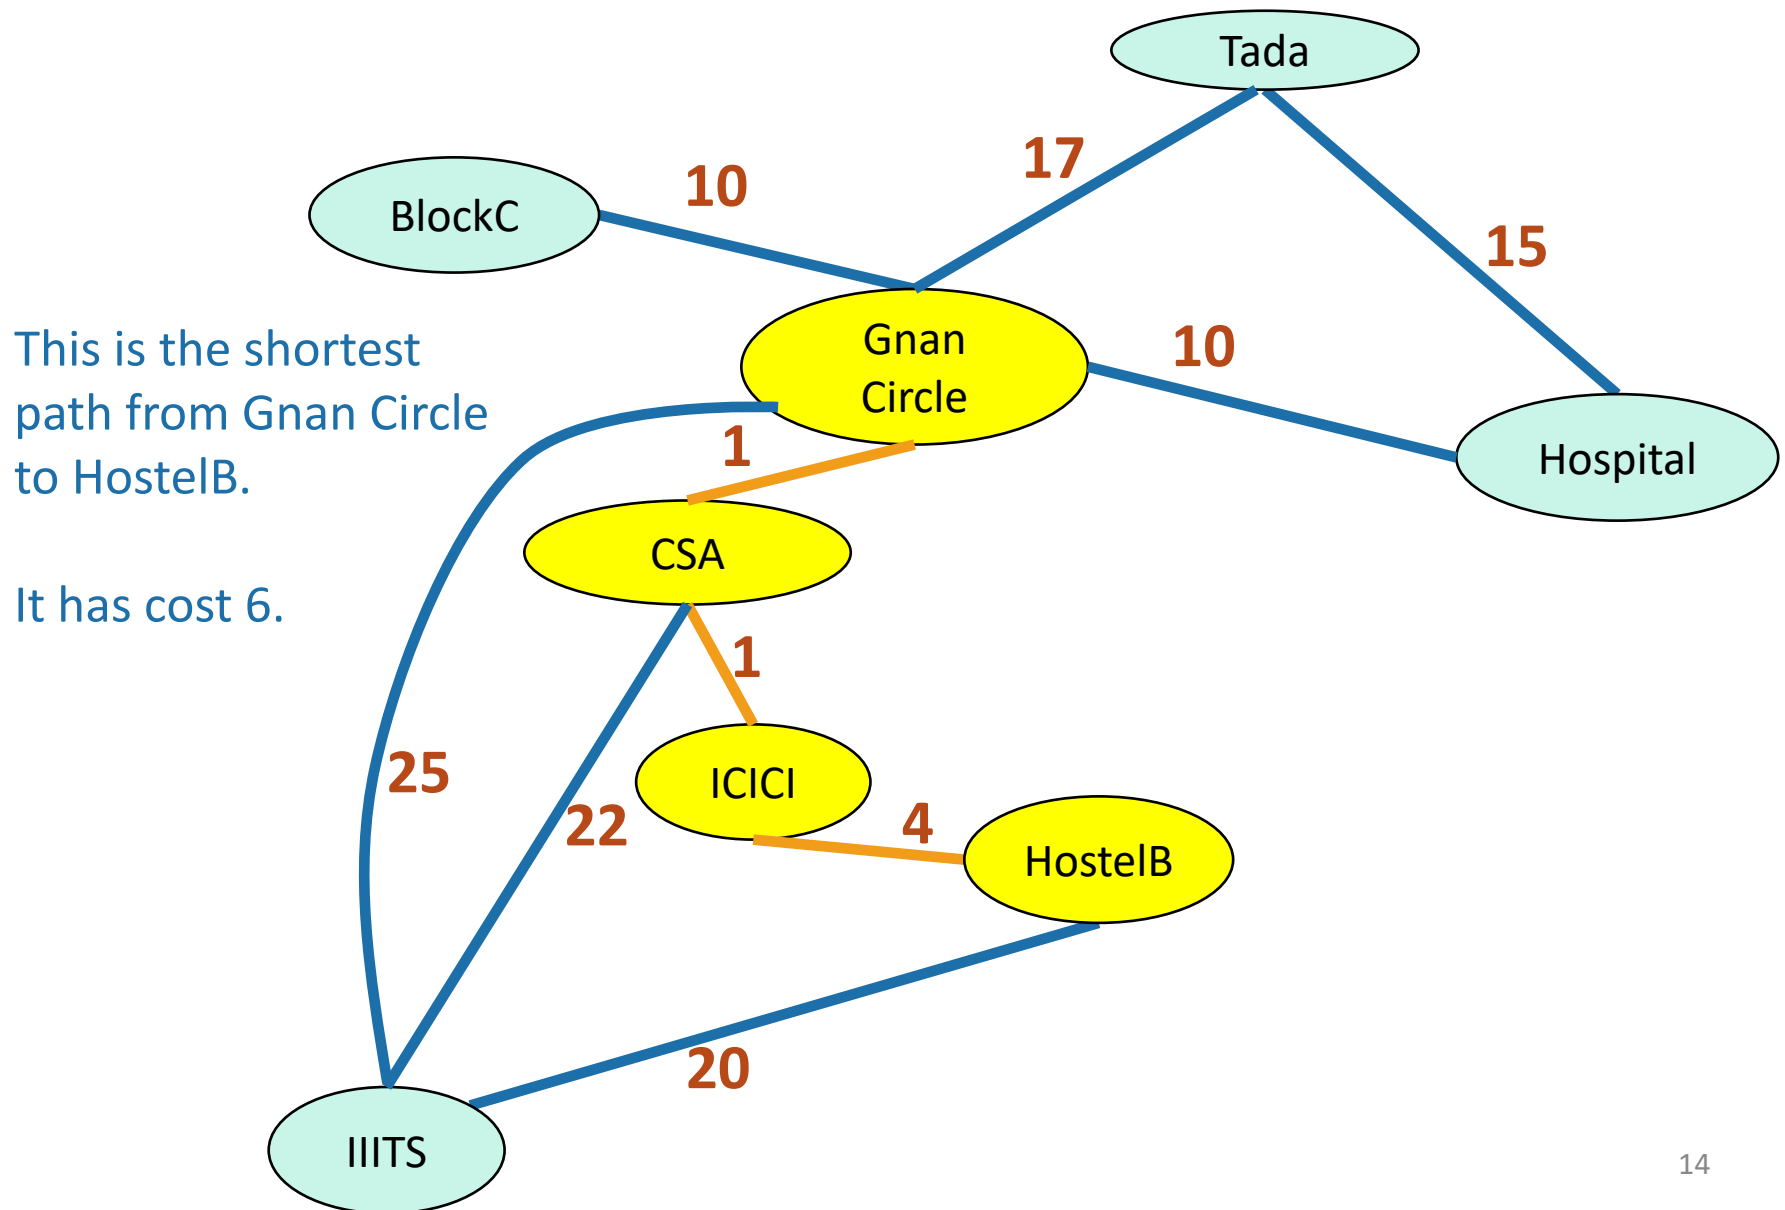 Tada
17
10
BlockC
15
This is the shortest
path from Gnan Circle
to HostelB.
It has cost 6.
Gnan
Circle
10
Hospital
1
CSA
1
25
22
ICICI
4
HostelB
20
IIITS
14